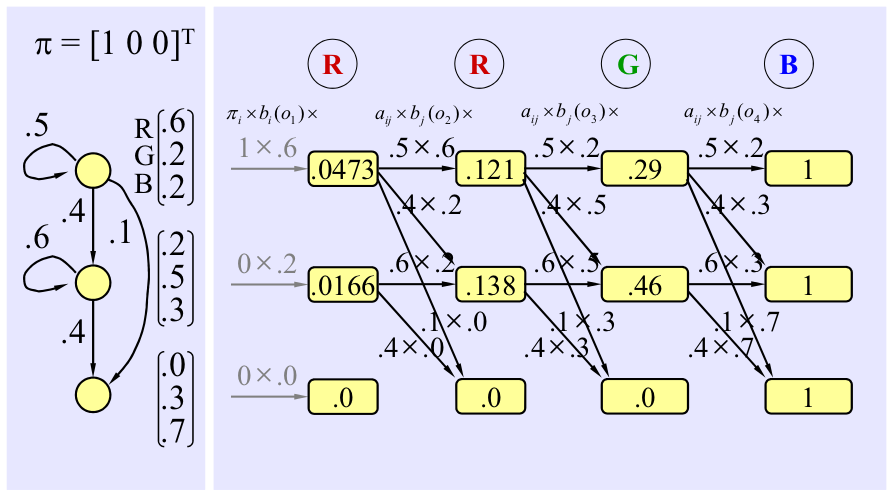 π = [1 0 0]ᵀ
.5
R .6
G .2
B .2
.4
.1
.6
.2
.5
.3
.4
.0
.3
.7
R R G B
πᵢ×bᵢ(o₁)× aᵢⱼ×bⱼ(o₂)× aᵢⱼ×bⱼ(o₃)× aᵢⱼ×bⱼ(o₄)×
1×.6 .5×.6 .5×.2 .5×.2
.0473 .121 .29 1
.4×.2 .4×.5 .4×.3
0×.2 .6×.2 .6×.5 .6×.3
.0166 .138 .46 1
.1×.0 .1×.3 .1×.7
.4×.0 .4×.3 .4×.7
0×.0
.0 .0 .0 1